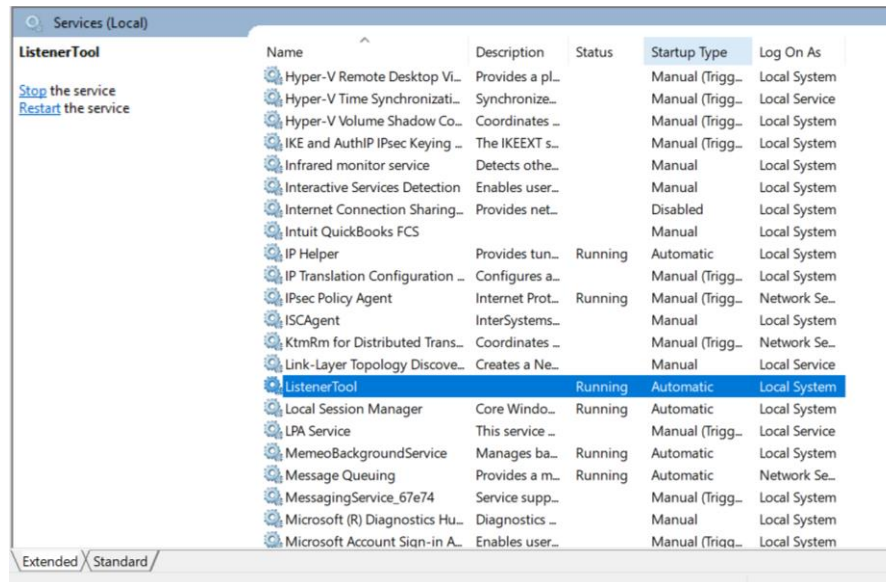 Services (Local)
ListenerTool
Stop the service
Restart the service
Name Description Status Startup Type Log On As
Hyper-V Remote Desktop Vi... Provides a pl... Manual (Trigg... Local System
Hyper-V Time Synchronizati... Synchronize... Manual (Trigg... Local Service
Hyper-V Volume Shadow Co... Coordinates ... Manual (Trigg... Local System
IKE and AuthIP IPsec Keying ... The IKEEXT s... Manual (Trigg... Local System
Infrared monitor service Detects othe... Manual Local System
Interactive Services Detection Enables user... Manual Local System
Internet Connection Sharing... Provides net... Disabled Local System
Intuit QuickBooks FCS Manual Local System
IP Helper Provides tun... Running Automatic Local System
IP Translation Configuration ... Configures a... Manual (Trigg... Local System
IPsec Policy Agent Internet Prot... Running Manual (Trigg... Network Se...
ISCAgent InterSystems... Manual Local System
KtmRm for Distributed Trans... Coordinates ... Manual (Trigg... Network Se...
Link-Layer Topology Discove... Creates a Ne... Manual Local Service
ListenerTool Running Automatic Local System
Local Session Manager Core Windo... Running Automatic Local System
LPA Service This service ... Manual (Trigg... Local Service
MemeoBackgroundService Manages ba... Running Automatic Local System
Message Queuing Provides a m... Running Automatic Network Se...
MessagingService_67e74 Service supp... Manual (Trigg... Local System
Microsoft (R) Diagnostics Hu... Diagnostics ... Manual Local System
Microsoft Account Sign-in A... Enables user... Manual (Trigg... Local System
Extended Standard